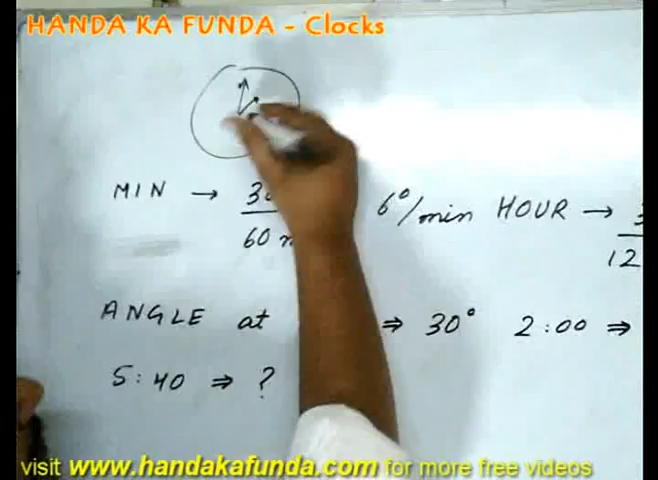 HANDA KA FUNDA - Clocks
MIN → 6°/min HOUR →
60 12
ANGLE at ⇒ 30° 2:00 ⇒
5:40 ⇒ ?
visit www.handakafunda.com for more free videos